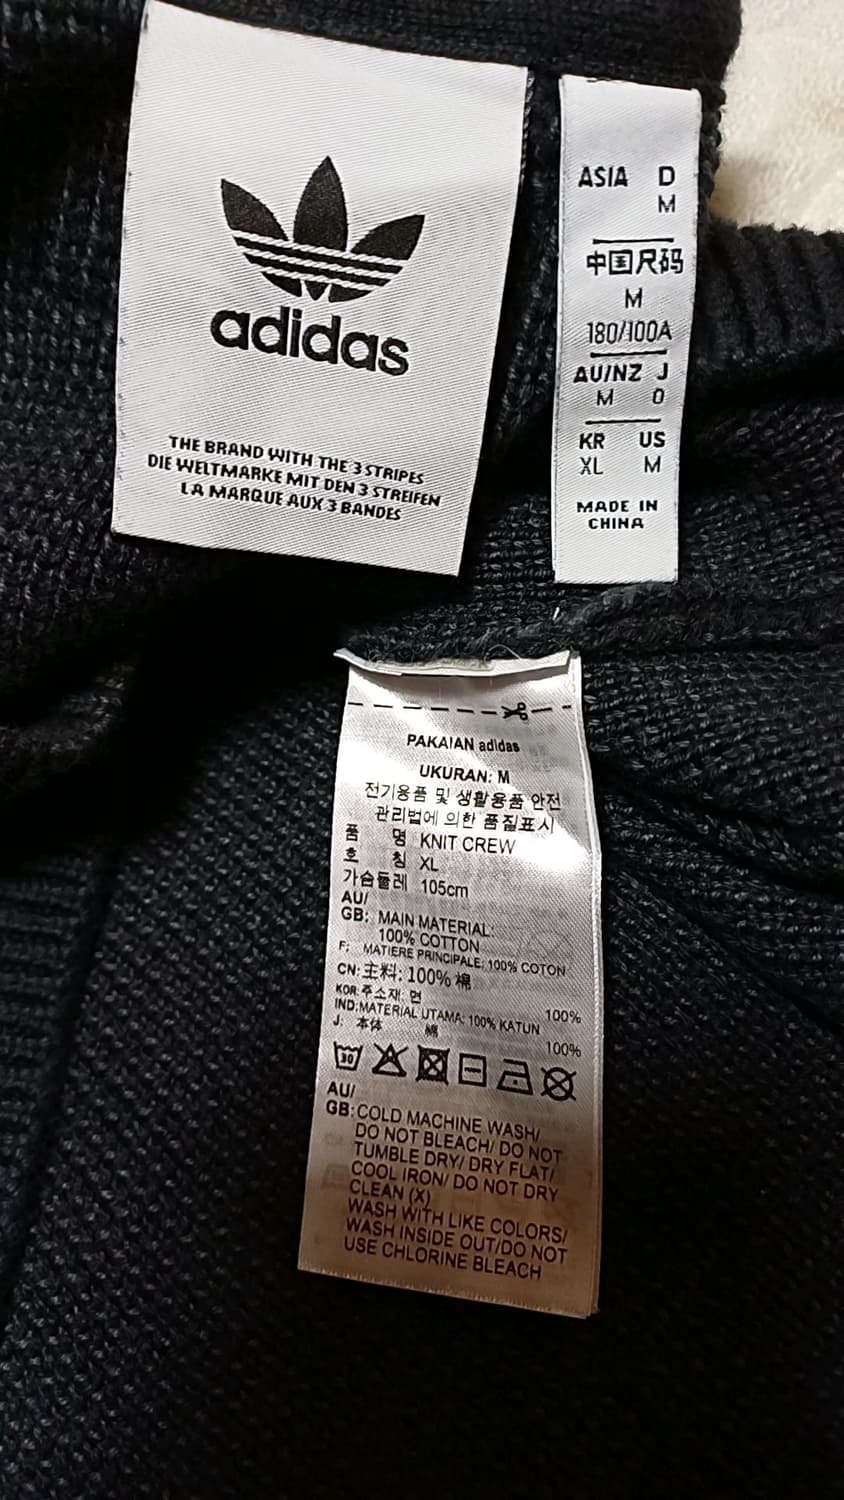 adidas
THE BRAND WITH THE 3 STRIPES
DIE WELTMARKE MIT DEN 3 STREIFEN
LA MARQUE AUX 3 BANDES
ASIA D
M
中国尺码
M
180/100A
AU/NZ J
M O
KR US
XL M
MADE IN
CHINA
PAKAIAN adidas
UKURAN: M
전기용품 및 생활용품 안전
관리법에 의한 품질표시
품 명 KNIT CREW
호 칭 XL
가슴둘레 105cm
AU/
GB: MAIN MATERIAL:
100% COTTON
F: MATIERE PRINCIPALE: 100% COTON
CN: 主料: 100% 棉
KOR: 주소재: 면 100%
IND: MATERIAL UTAMA: 100% KATUN
J: 本体 綿 100%
30
AU/
GB: COLD MACHINE WASH/
DO NOT BLEACH/ DO NOT
TUMBLE DRY/ DRY FLAT/
COOL IRON/ DO NOT DRY
CLEAN (X)
WASH WITH LIKE COLORS/
WASH INSIDE OUT/DO NOT
USE CHLORINE BLEACH